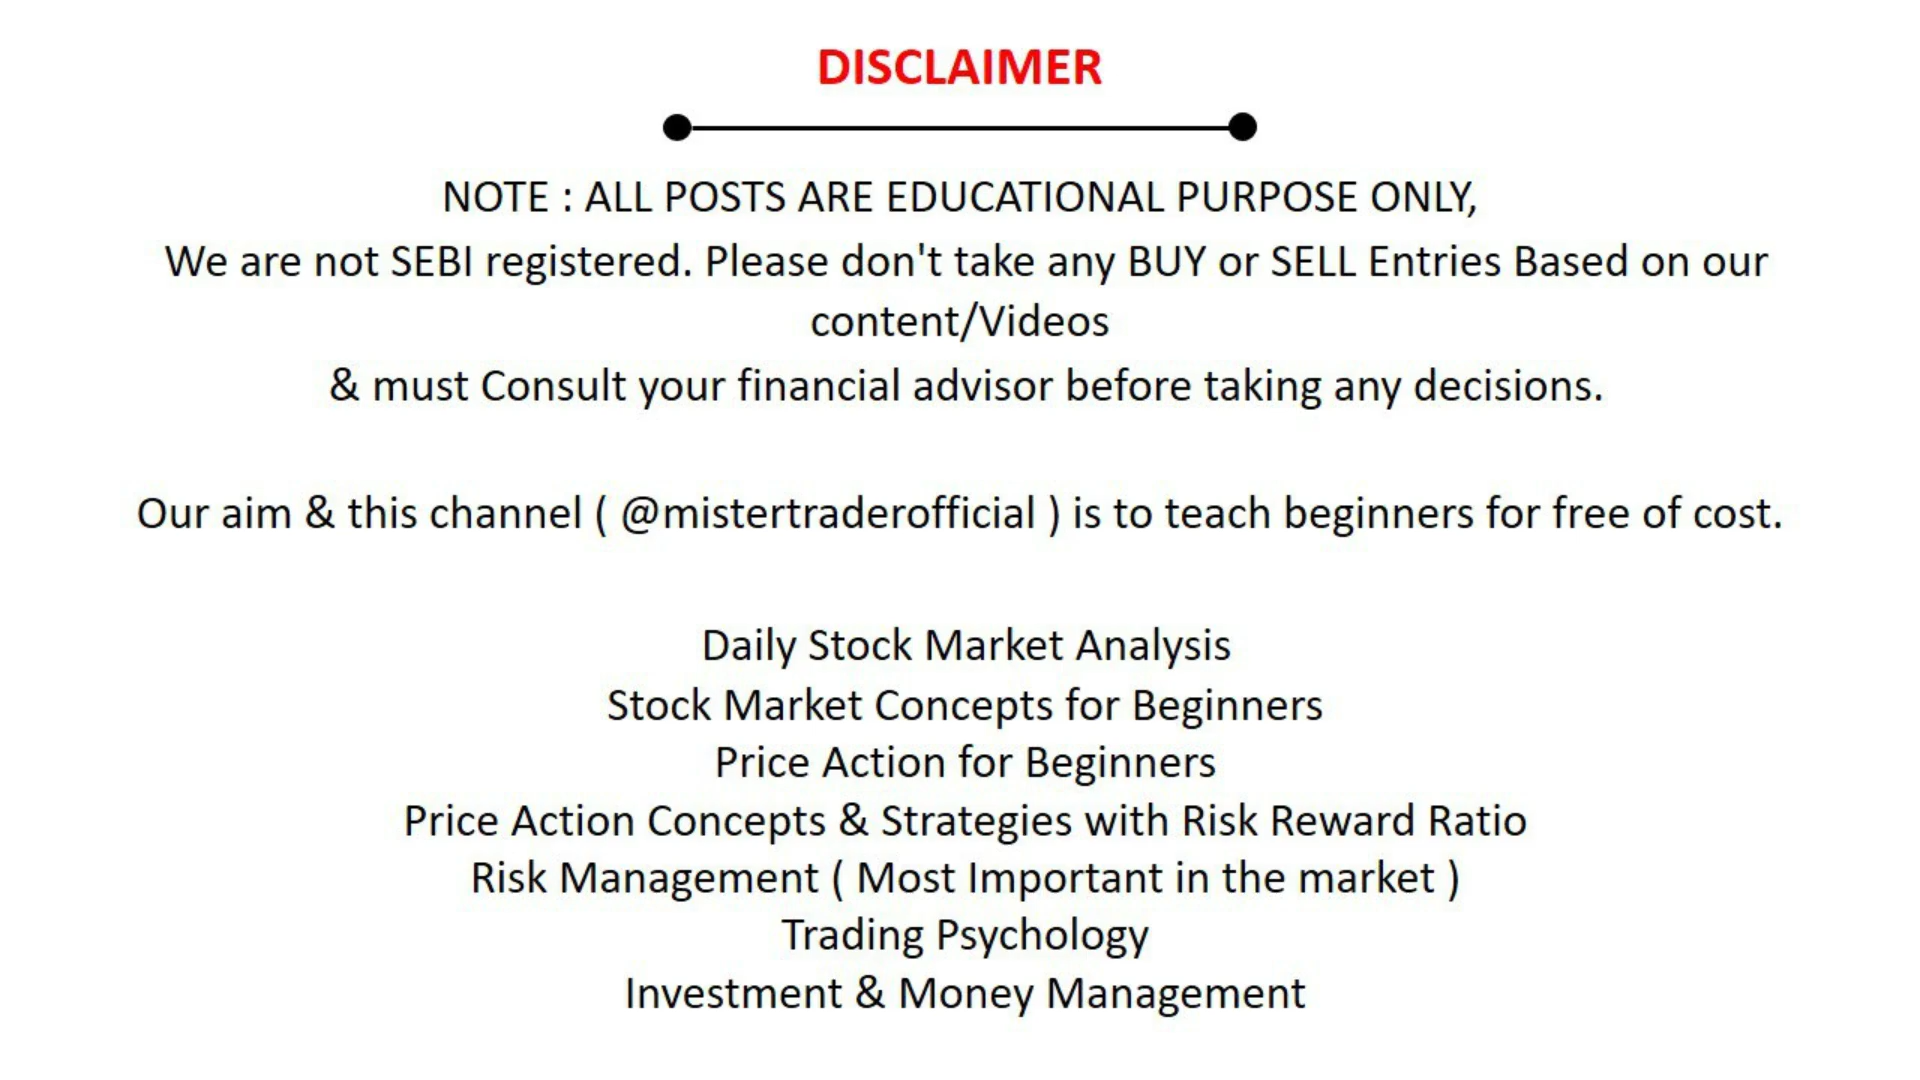 DISCLAIMER
NOTE : ALL POSTS ARE EDUCATIONAL PURPOSE ONLY,
We are not SEBI registered. Please don't take any BUY or SELL Entries Based on our
content/Videos
& must Consult your financial advisor before taking any decisions.
Our aim & this channel ( @mistertraderofficial ) is to teach beginners for free of cost.
Daily Stock Market Analysis
Stock Market Concepts for Beginners
Price Action for Beginners
Price Action Concepts & Strategies with Risk Reward Ratio
Risk Management ( Most Important in the market )
Trading Psychology
Investment & Money Management